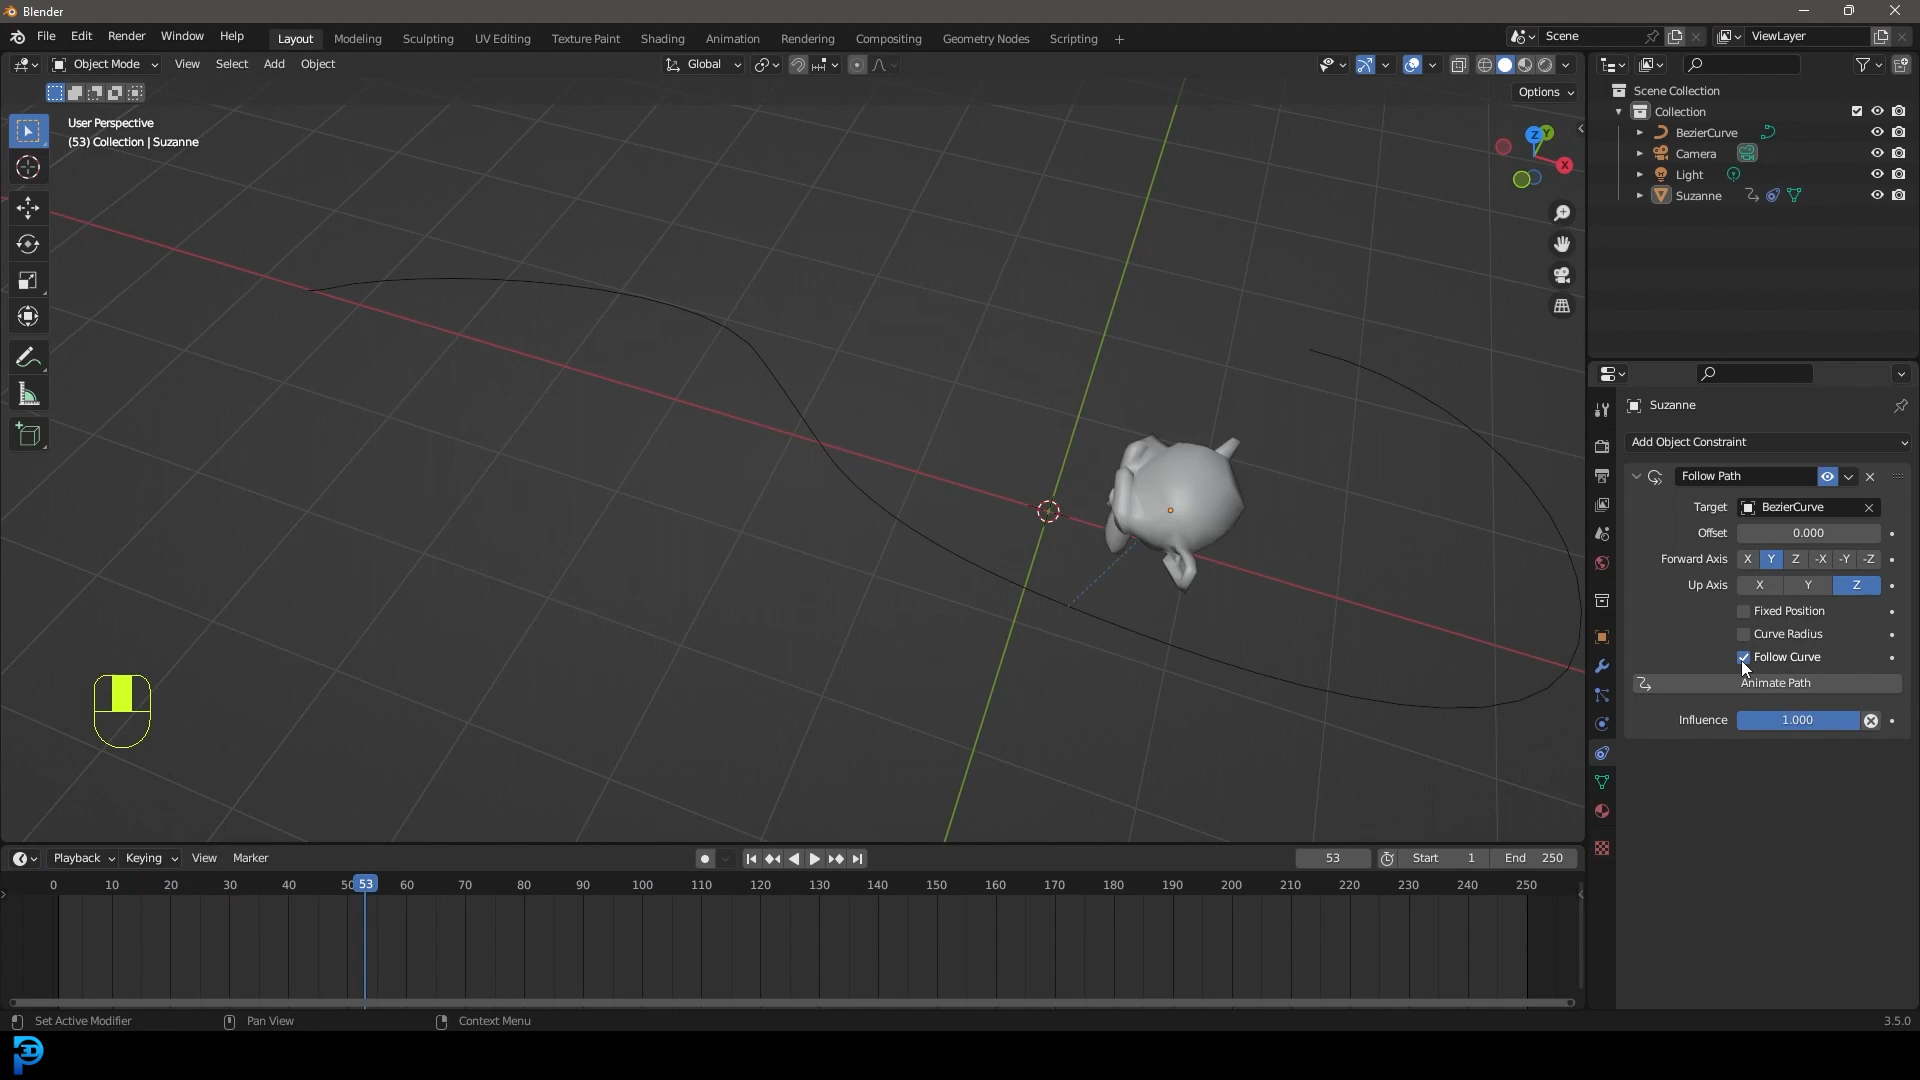 Blender
File Edit Render Window Help Layout Modeling Sculpting UV Editing Texture Paint Shading Animation Rendering Compositing Geometry Nodes Scripting + Scene ViewLayer
Object Mode View Select Add Object Global
Options
User Perspective
(53) Collection | Suzanne
Z Y X
Scene Collection
Collection
BezierCurve
Camera
Light
Suzanne
Suzanne
Add Object Constraint
Follow Path
Target BezierCurve
Offset 0.000
Forward Axis X Y Z -X -Y -Z
Up Axis X Y Z
Fixed Position
Curve Radius
Follow Curve
Animate Path
Influence 1.000
Playback Keying View Marker 53 Start 1 End 250
0 10 20 30 40 50 53 60 70 80 90 100 110 120 130 140 150 160 170 180 190 200 210 220 230 240 250
Set Active Modifier Pan View Context Menu 3.5.0
P3D